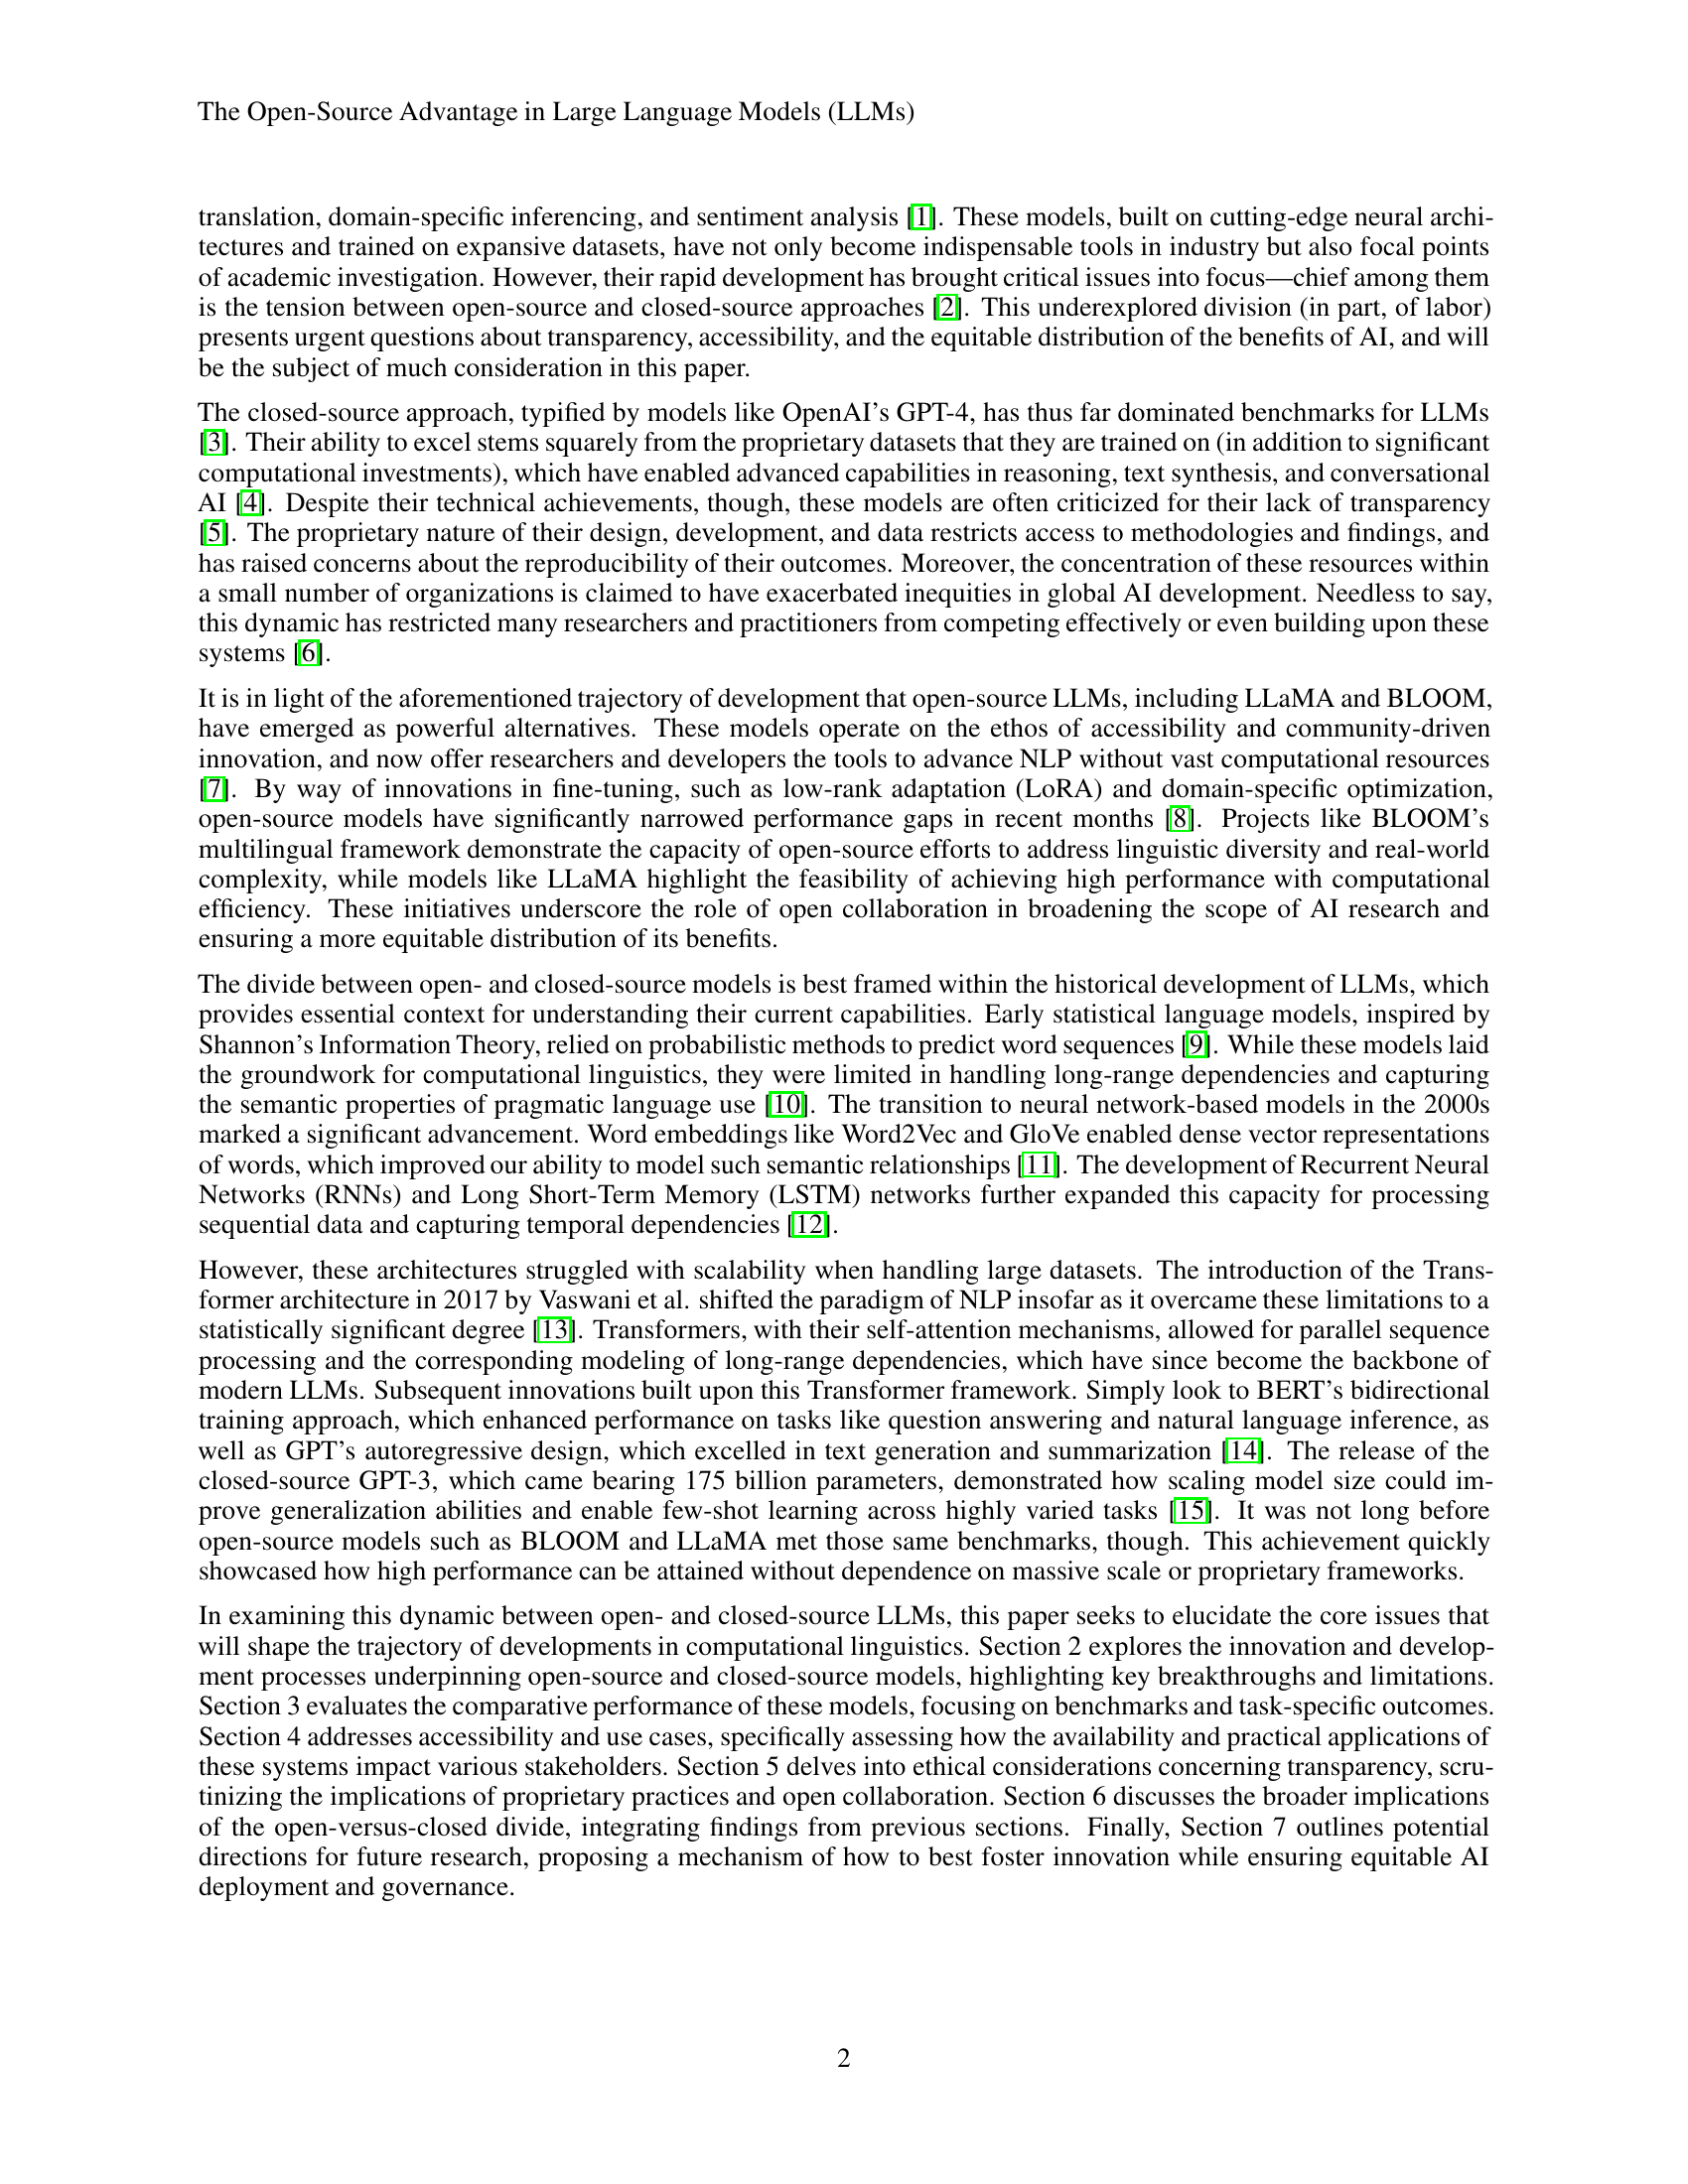 The Open-Source Advantage in Large Language Models (LLMs)
translation, domain-specific inferencing, and sentiment analysis [1]. These models, built on cutting-edge neural archi-
tectures and trained on expansive datasets, have not only become indispensable tools in industry but also focal points
of academic investigation. However, their rapid development has brought critical issues into focus—chief among them
is the tension between open-source and closed-source approaches [2]. This underexplored division (in part, of labor)
presents urgent questions about transparency, accessibility, and the equitable distribution of the benefits of AI, and will
be the subject of much consideration in this paper.
The closed-source approach, typified by models like OpenAI's GPT-4, has thus far dominated benchmarks for LLMs
[3]. Their ability to excel stems squarely from the proprietary datasets that they are trained on (in addition to significant
computational investments), which have enabled advanced capabilities in reasoning, text synthesis, and conversational
AI [4]. Despite their technical achievements, though, these models are often criticized for their lack of transparency
[5]. The proprietary nature of their design, development, and data restricts access to methodologies and findings, and
has raised concerns about the reproducibility of their outcomes. Moreover, the concentration of these resources within
a small number of organizations is claimed to have exacerbated inequities in global AI development. Needless to say,
this dynamic has restricted many researchers and practitioners from competing effectively or even building upon these
systems [6].
It is in light of the aforementioned trajectory of development that open-source LLMs, including LLaMA and BLOOM,
have emerged as powerful alternatives. These models operate on the ethos of accessibility and community-driven
innovation, and now offer researchers and developers the tools to advance NLP without vast computational resources
[7]. By way of innovations in fine-tuning, such as low-rank adaptation (LoRA) and domain-specific optimization,
open-source models have significantly narrowed performance gaps in recent months [8]. Projects like BLOOM's
multilingual framework demonstrate the capacity of open-source efforts to address linguistic diversity and real-world
complexity, while models like LLaMA highlight the feasibility of achieving high performance with computational
efficiency. These initiatives underscore the role of open collaboration in broadening the scope of AI research and
ensuring a more equitable distribution of its benefits.
The divide between open- and closed-source models is best framed within the historical development of LLMs, which
provides essential context for understanding their current capabilities. Early statistical language models, inspired by
Shannon's Information Theory, relied on probabilistic methods to predict word sequences [9]. While these models laid
the groundwork for computational linguistics, they were limited in handling long-range dependencies and capturing
the semantic properties of pragmatic language use [10]. The transition to neural network-based models in the 2000s
marked a significant advancement. Word embeddings like Word2Vec and GloVe enabled dense vector representations
of words, which improved our ability to model such semantic relationships [11]. The development of Recurrent Neural
Networks (RNNs) and Long Short-Term Memory (LSTM) networks further expanded this capacity for processing
sequential data and capturing temporal dependencies [12].
However, these architectures struggled with scalability when handling large datasets. The introduction of the Trans-
former architecture in 2017 by Vaswani et al. shifted the paradigm of NLP insofar as it overcame these limitations to a
statistically significant degree [13]. Transformers, with their self-attention mechanisms, allowed for parallel sequence
processing and the corresponding modeling of long-range dependencies, which have since become the backbone of
modern LLMs. Subsequent innovations built upon this Transformer framework. Simply look to BERT's bidirectional
training approach, which enhanced performance on tasks like question answering and natural language inference, as
well as GPT's autoregressive design, which excelled in text generation and summarization [14]. The release of the
closed-source GPT-3, which came bearing 175 billion parameters, demonstrated how scaling model size could im-
prove generalization abilities and enable few-shot learning across highly varied tasks [15]. It was not long before
open-source models such as BLOOM and LLaMA met those same benchmarks, though. This achievement quickly
showcased how high performance can be attained without dependence on massive scale or proprietary frameworks.
In examining this dynamic between open- and closed-source LLMs, this paper seeks to elucidate the core issues that
will shape the trajectory of developments in computational linguistics. Section 2 explores the innovation and develop-
ment processes underpinning open-source and closed-source models, highlighting key breakthroughs and limitations.
Section 3 evaluates the comparative performance of these models, focusing on benchmarks and task-specific outcomes.
Section 4 addresses accessibility and use cases, specifically assessing how the availability and practical applications of
these systems impact various stakeholders. Section 5 delves into ethical considerations concerning transparency, scru-
tinizing the implications of proprietary practices and open collaboration. Section 6 discusses the broader implications
of the open-versus-closed divide, integrating findings from previous sections. Finally, Section 7 outlines potential
directions for future research, proposing a mechanism of how to best foster innovation while ensuring equitable AI
deployment and governance.
2